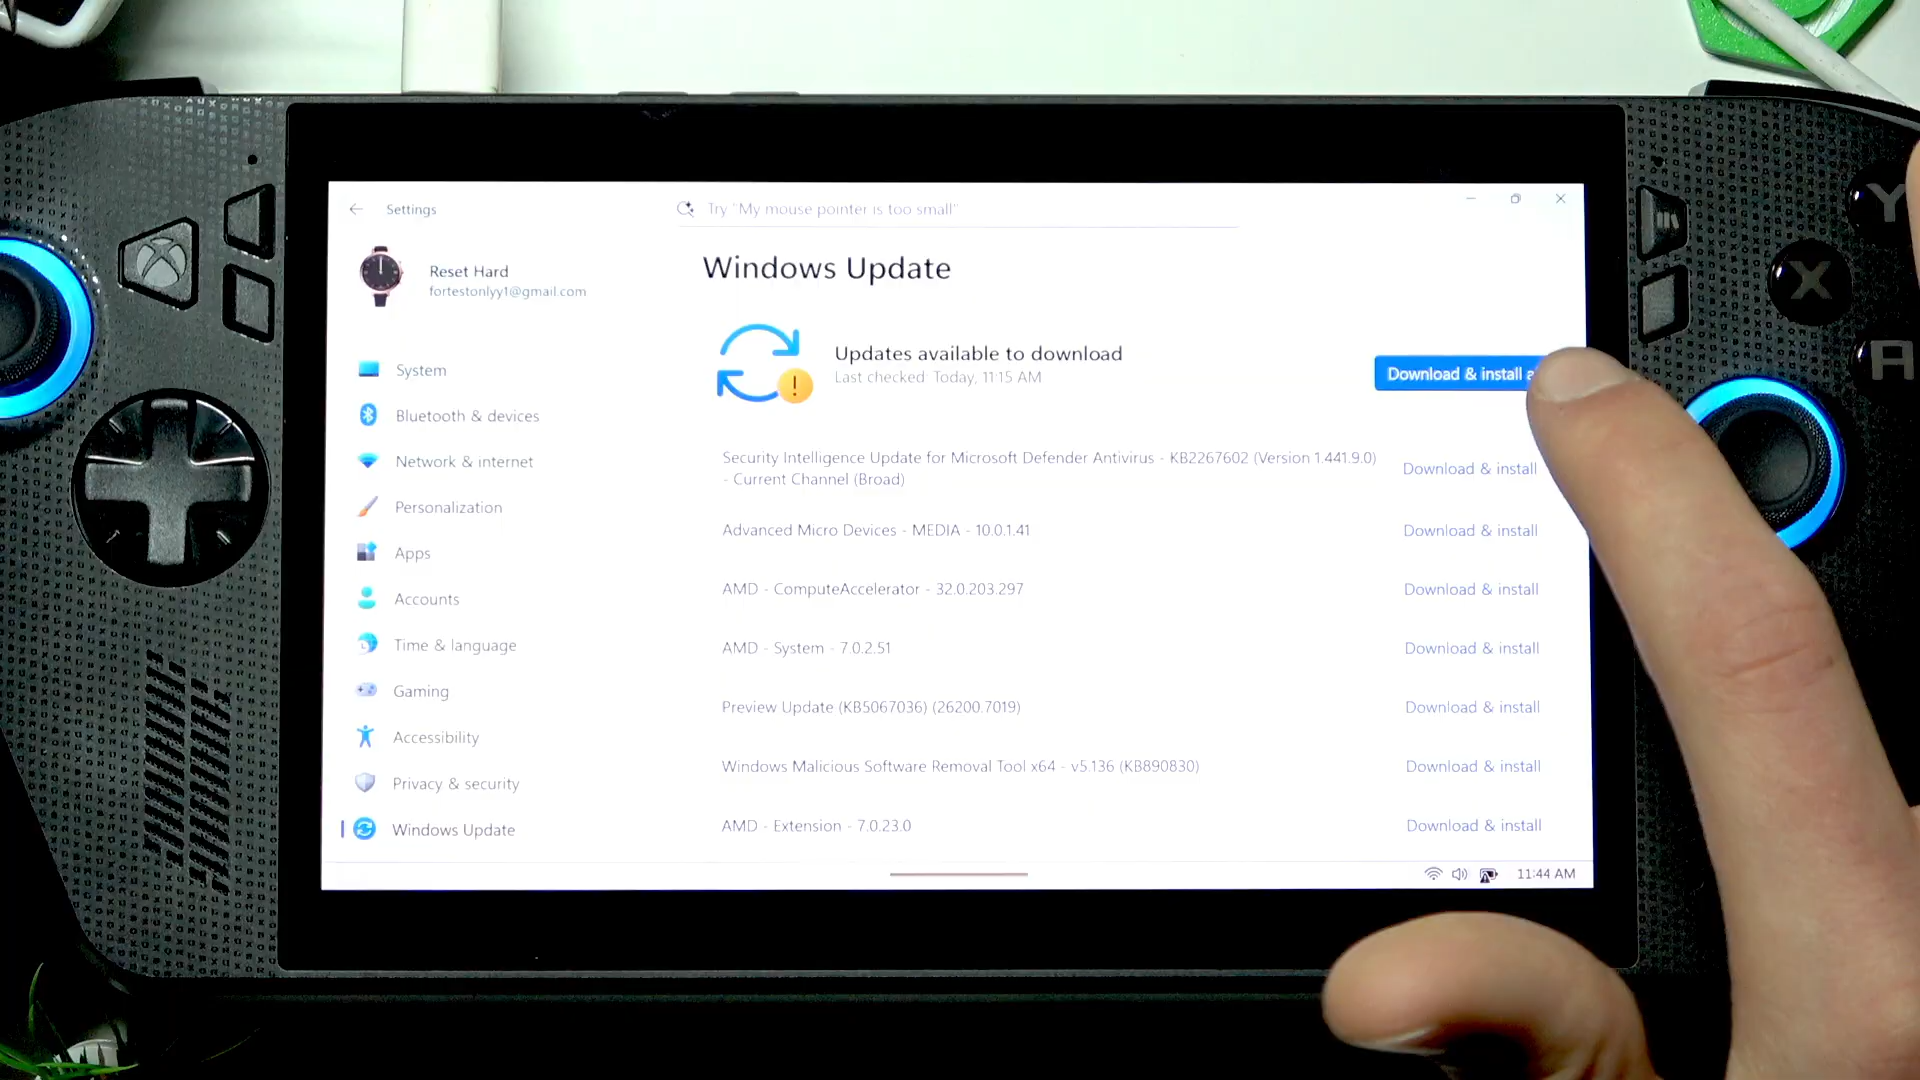 Settings
Try "My mouse pointer is too small"
Reset Hard
fortestonlyy1@gmail.com
System
Bluetooth & devices
Network & internet
Personalization
Apps
Accounts
Time & language
Gaming
Accessibility
Privacy & security
Windows Update
Windows Update
Updates available to download
Last checked: Today, 11:15 AM
Download & install
Security Intelligence Update for Microsoft Defender Antivirus - KB2267602 (Version 1.441.9.0)
- Current Channel (Broad)
Download & install
Advanced Micro Devices - MEDIA - 10.0.1.41
Download & install
AMD - ComputeAccelerator - 32.0.203.297
Download & install
AMD - System - 7.0.2.51
Download & install
Preview Update (KB5067036) (26200.7019)
Download & install
Windows Malicious Software Removal Tool x64 - v5.136 (KB890830)
Download & install
AMD - Extension - 7.0.23.0
Download & install
11:44 AM
Y
X
A